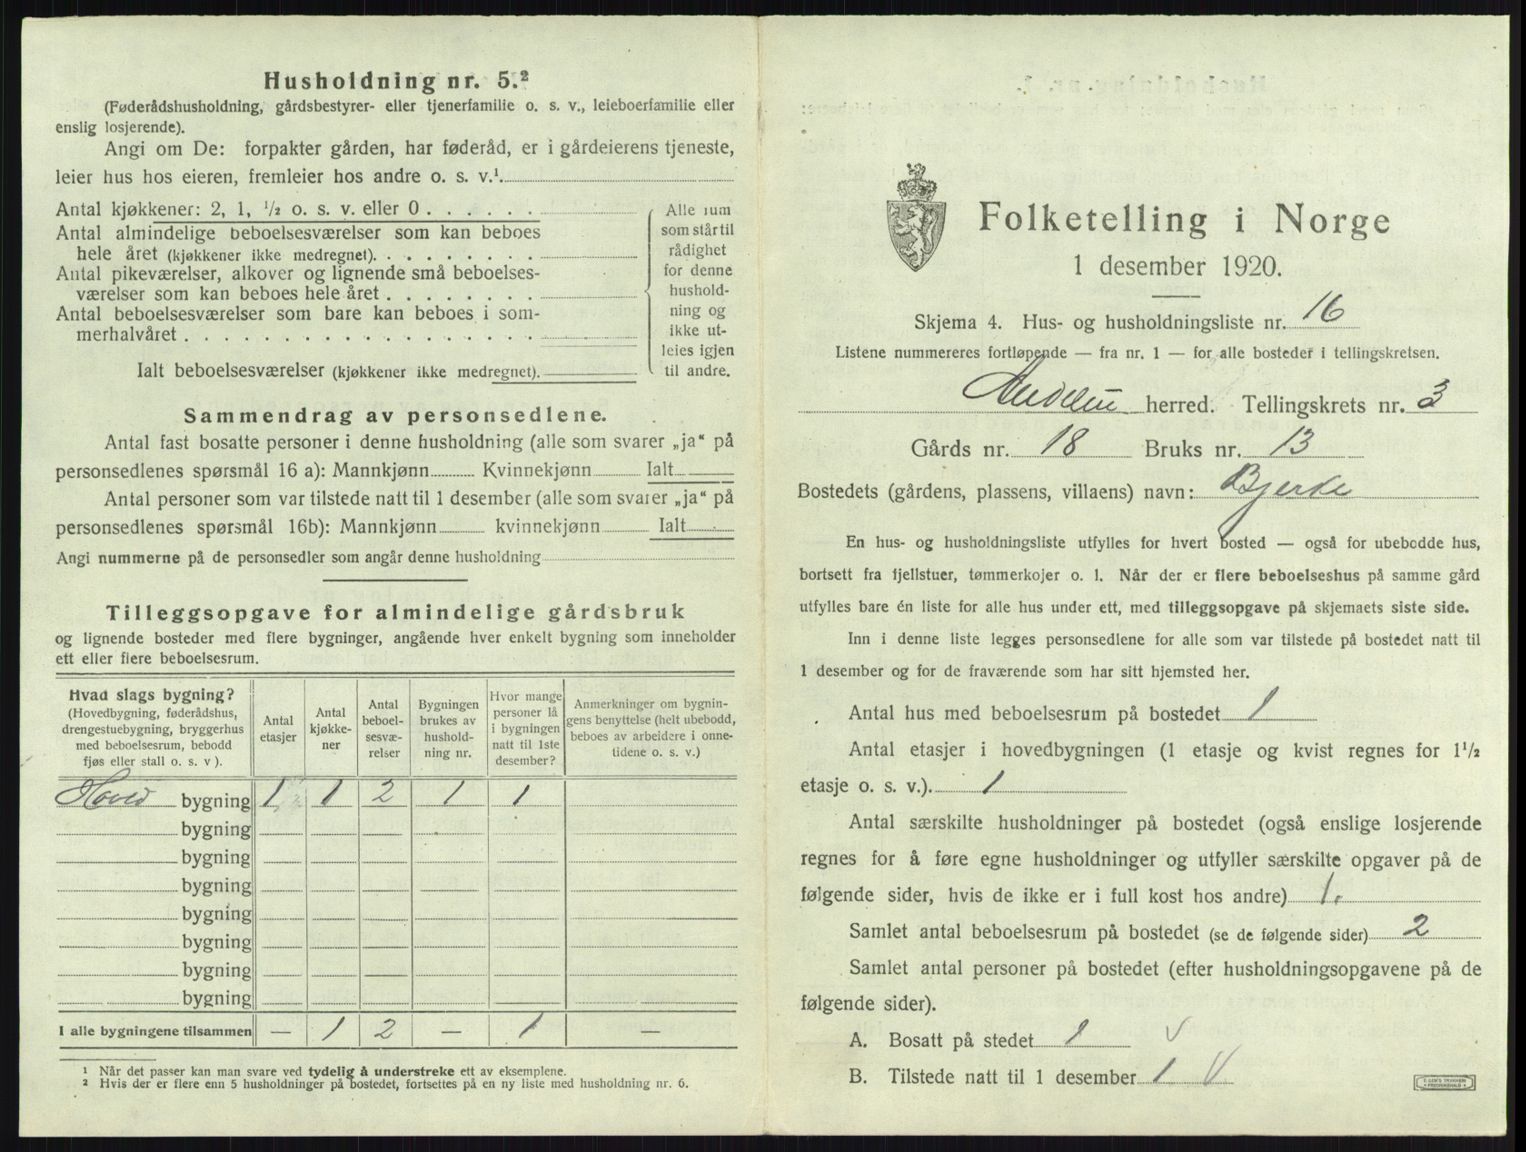 Husholdning nr. 5.²
(Føderådshusholdning, gårdsbestyrer- eller tjenerfamilie o. s. v., leieboerfamilie eller
enslig losjerende).
Angi om De: forpakter gården, har føderåd, er i gårdeierens tjeneste,
leier hus hos eieren, fremleier hos andre o. s. v.¹
Antal kjøkkener: 2, 1, ½ o. s. v. eller 0
Antal almindelige beboelsesværelser som kan beboes
hele året (kjøkkener ikke medregnet)
Antal pikeværelser, alkover og lignende små beboelses-
værelser som kan beboes hele året
Antal beboelsesværelser som bare kan beboes i som-
merhalvåret
Ialt beboelsesværelser (kjøkkener ikke medregnet)
Alle rum
som står til
rådighet
for denne
hushold-
ning og
ikke ut-
leies igjen
til andre.
Sammendrag av personsedlene.
Antal fast bosatte personer i denne husholdning (alle som svarer „ja" på
personsedlenes spørsmål 16 a): Mannkjønn Kvinnekjønn Ialt
Antal personer som var tilstede natt til 1 desember (alle som svarer „ja" på
personsedlenes spørsmål 16b): Mannkjønn kvinnekjønn Ialt
Angi nummerne på de personsedler som angår denne husholdning
Tilleggsopgave for almindelige gårdsbruk
og lignende bosteder med flere bygninger, angående hver enkelt bygning som inneholder
ett eller flere beboelsesrum.
Hvad slags bygning?
(Hovedbygning, føderådshus,
drengestuebygning, bryggerhus
med beboelsesrum, bebodd
fjøs eller stall o. s. v ).
Antal
etasjer
Antal
kjøkke-
ner
Antal
beboel-
sesvæ-
relser
Bygningen
brukes av
hushold-
ning nr.
Hvor mange
personer lå
i bygningen
natt til 1ste
desember?
Anmerkninger om bygnin-
gens benyttelse (helt ubebodd,
beboes av arbeidere i onne-
tidene o. s. v.)
Hoved bygning 1 1 2 1 1
bygning
bygning
bygning
bygning
bygning
bygning
bygning
I alle bygningene tilsammen — 1 2 — 1 —
¹ Når det passer kan man svare ved tydelig å understreke ett av eksemplene.
² Hvis der er flere enn 5 husholdninger på bostedet, fortsettes på en ny liste med husholdning nr. 6.
Folketelling i Norge
1 desember 1920.
Skjema 4. Hus- og husholdningsliste nr. 16
Listene nummereres fortløpende — fra nr. 1 — for alle bosteder i tellingskretsen.
herred. Tellingskrets nr. 3
Gårds nr. 18 Bruks nr. 13
Bostedets (gårdens, plassens, villaens) navn: Bjerke
En hus- og husholdningsliste utfylles for hvert bosted — også for ubebodde hus,
bortsett fra fjellstuer, tømmerkojer o. l. Når der er flere beboelseshus på samme gård
utfylles bare én liste for alle hus under ett, med tilleggsopgave på skjemaets siste side.
Inn i denne liste legges personsedlene for alle som var tilstede på bostedet natt til
1 desember og for de fraværende som har sitt hjemsted her.
Antal hus med beboelsesrum på bostedet 1
Antal etasjer i hovedbygningen (1 etasje og kvist regnes for 1½
etasje o. s. v.) 1
Antal særskilte husholdninger på bostedet (også enslige losjerende
regnes for å føre egne husholdninger og utfyller særskilte opgaver på de
følgende sider, hvis de ikke er i full kost hos andre) 1.
Samlet antal beboelsesrum på bostedet (se de følgende sider) 2
Samlet antal personer på bostedet (efter husholdningsopgavene på de
følgende sider).
A. Bosatt på stedet 1
B. Tilstede natt til 1 desember 1